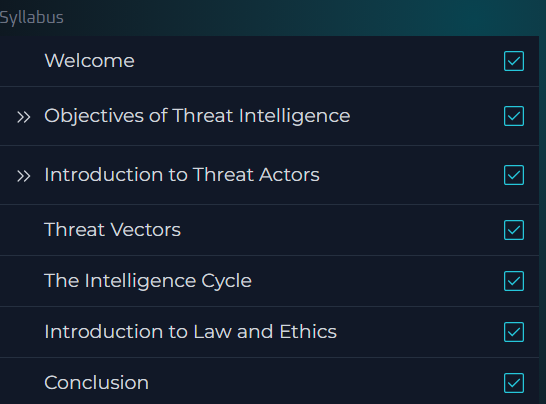 Syllabus
Welcome
Objectives of Threat Intelligence
Introduction to Threat Actors
Threat Vectors
The Intelligence Cycle
Introduction to Law and Ethics
Conclusion